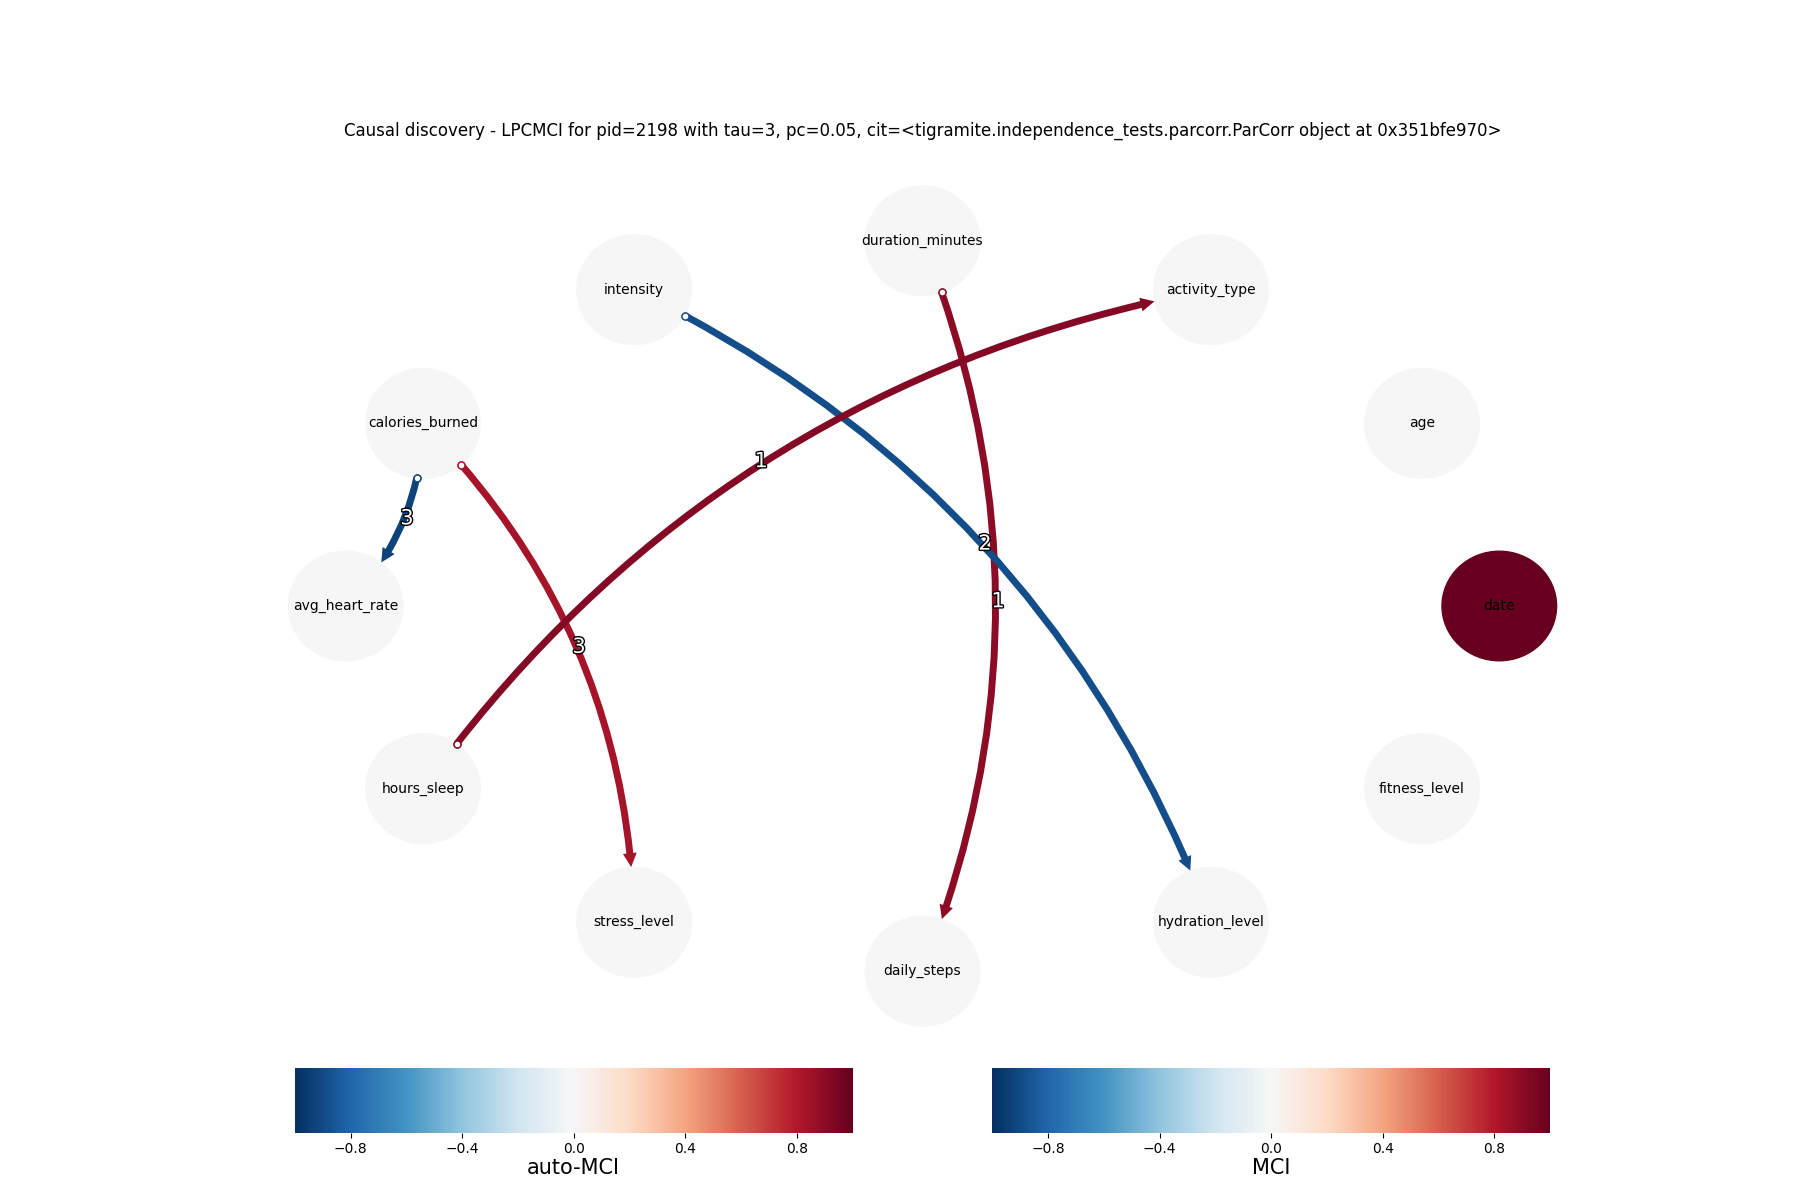 Causal discovery - LPCMCI for pid=2198 with tau=3, pc=0.05, cit=<tigramite.independence_tests.parcorr.ParCorr object at 0x351bfe970>
duration_minutes
intensity
activity_type
calories_burned
age
1
3
2
avg_heart_rate
1
date
3
hours_sleep
fitness_level
stress_level
hydration_level
daily_steps
−0.8 −0.4 0.0 0.4 0.8
auto-MCI
−0.8 −0.4 0.0 0.4 0.8
MCI